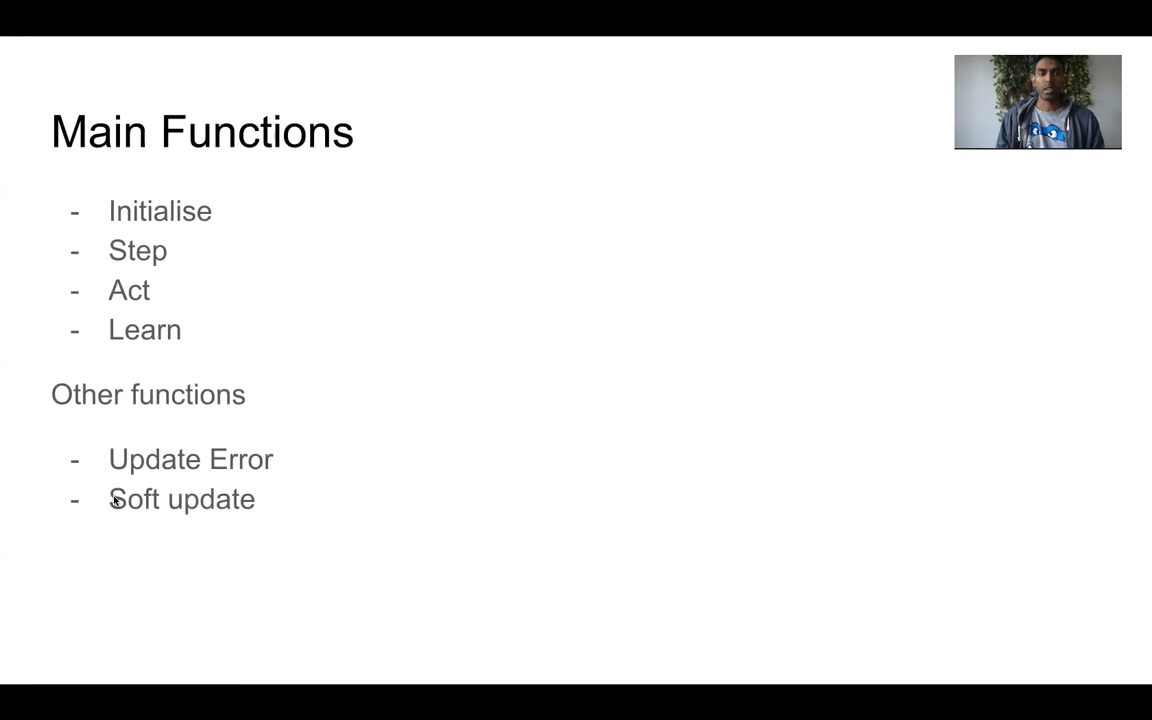 Main Functions
- Initialise
- Step
- Act
- Learn
Other functions
- Update Error
- Soft update